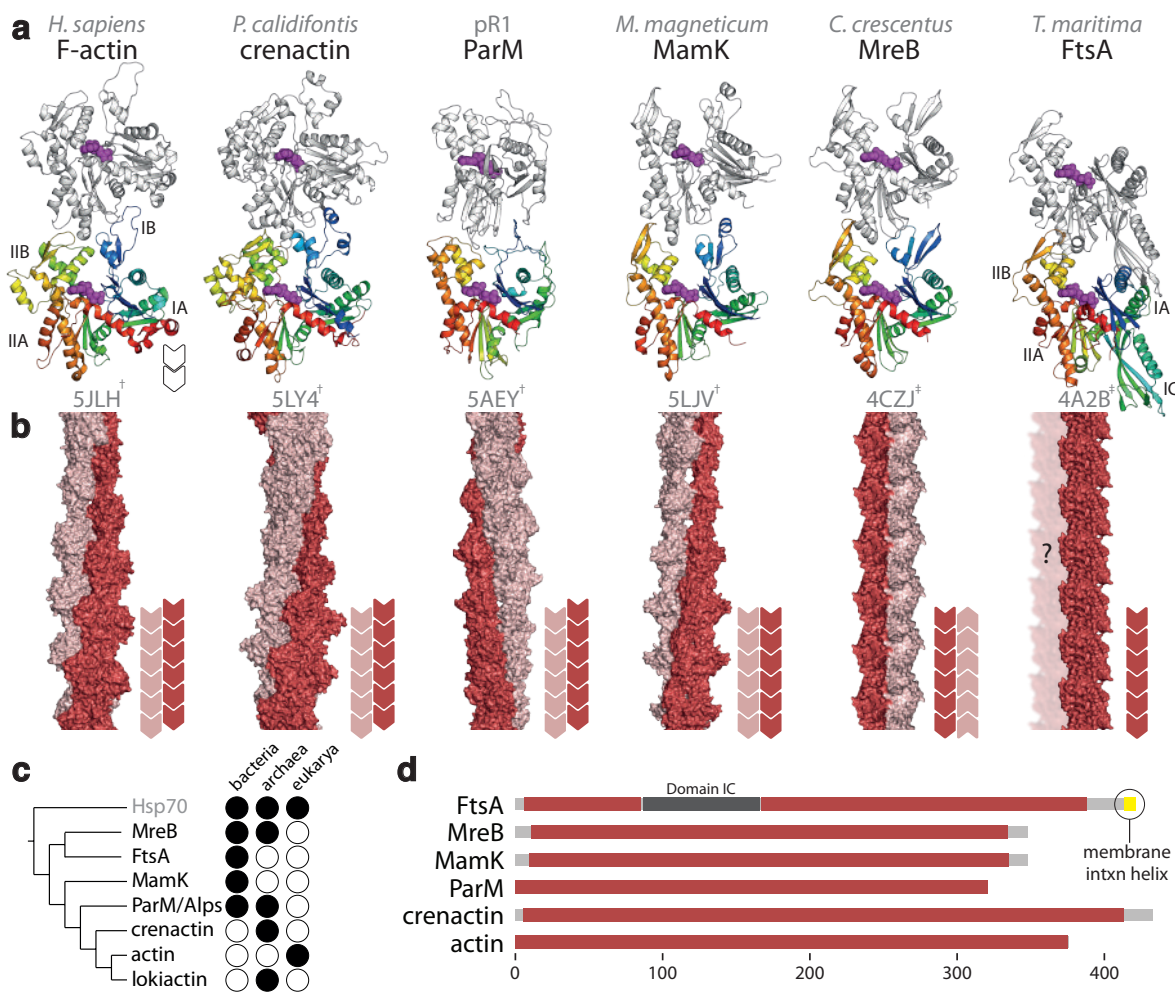 a
H. sapiens P. calidifontis pR1 M. magneticum C. crescentus T. maritima
F-actin crenactin ParM MamK MreB FtsA
IB
IIB
IA
IIA
IIB
IA
IIA
IC
5JLH† 5LY4† 5AEY† 5LJV† 4CZJ‡ 4A2B‡
b
?
c
bacteria
archaea
eukarya
Hsp70
MreB
FtsA
MamK
ParM/Alps
crenactin
actin
lokiactin
d
Domain IC
FtsA
MreB
MamK
ParM
crenactin
actin
membrane
intxn helix
0 100 200 300 400